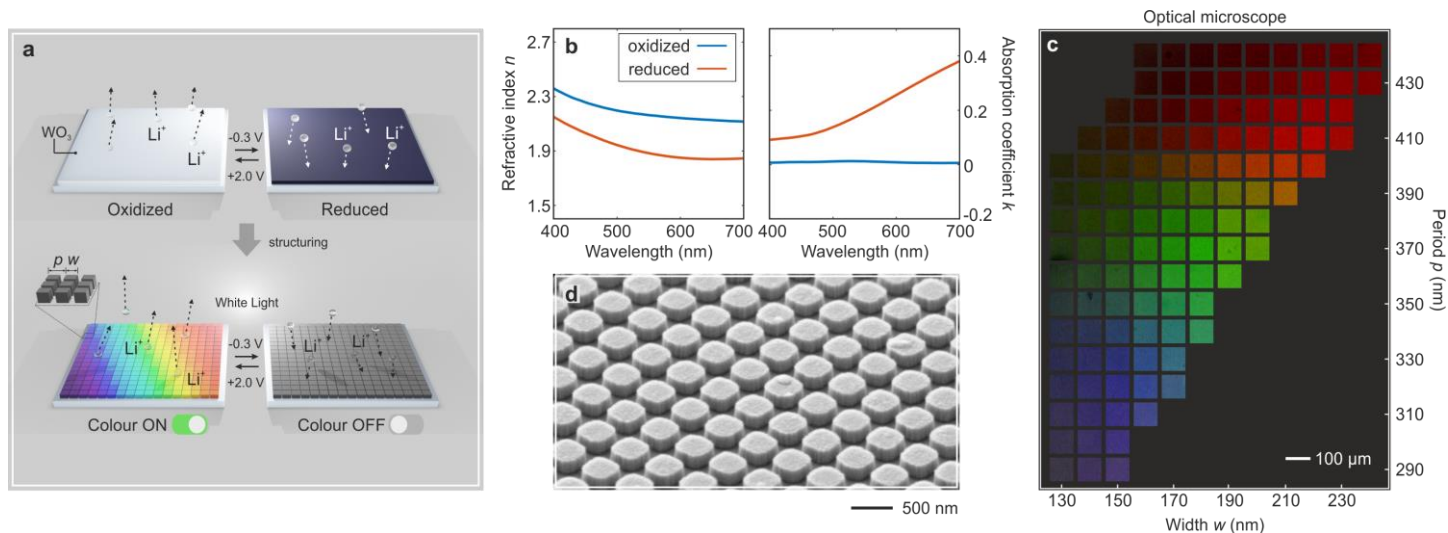 a
WO₃
Li⁺
Li⁺
-0.3 V
+2.0 V
Li⁺
Li⁺
Oxidized
Reduced
structuring
p w
White Light
Li⁺
Li⁺
-0.3 V
+2.0 V
Li⁺
Li⁺
Colour ON
Colour OFF
b
oxidized
reduced
Refractive index n
2.7
2.3
1.9
1.5
400 500 600 700
Wavelength (nm)
Absorption coefficient k
0.4
0.2
0
-0.2
400 500 600 700
Wavelength (nm)
d
500 nm
Optical microscope
c
430
410
390
370
350
330
310
290
Period p (nm)
100 µm
130 150 170 190 210 230
Width w (nm)